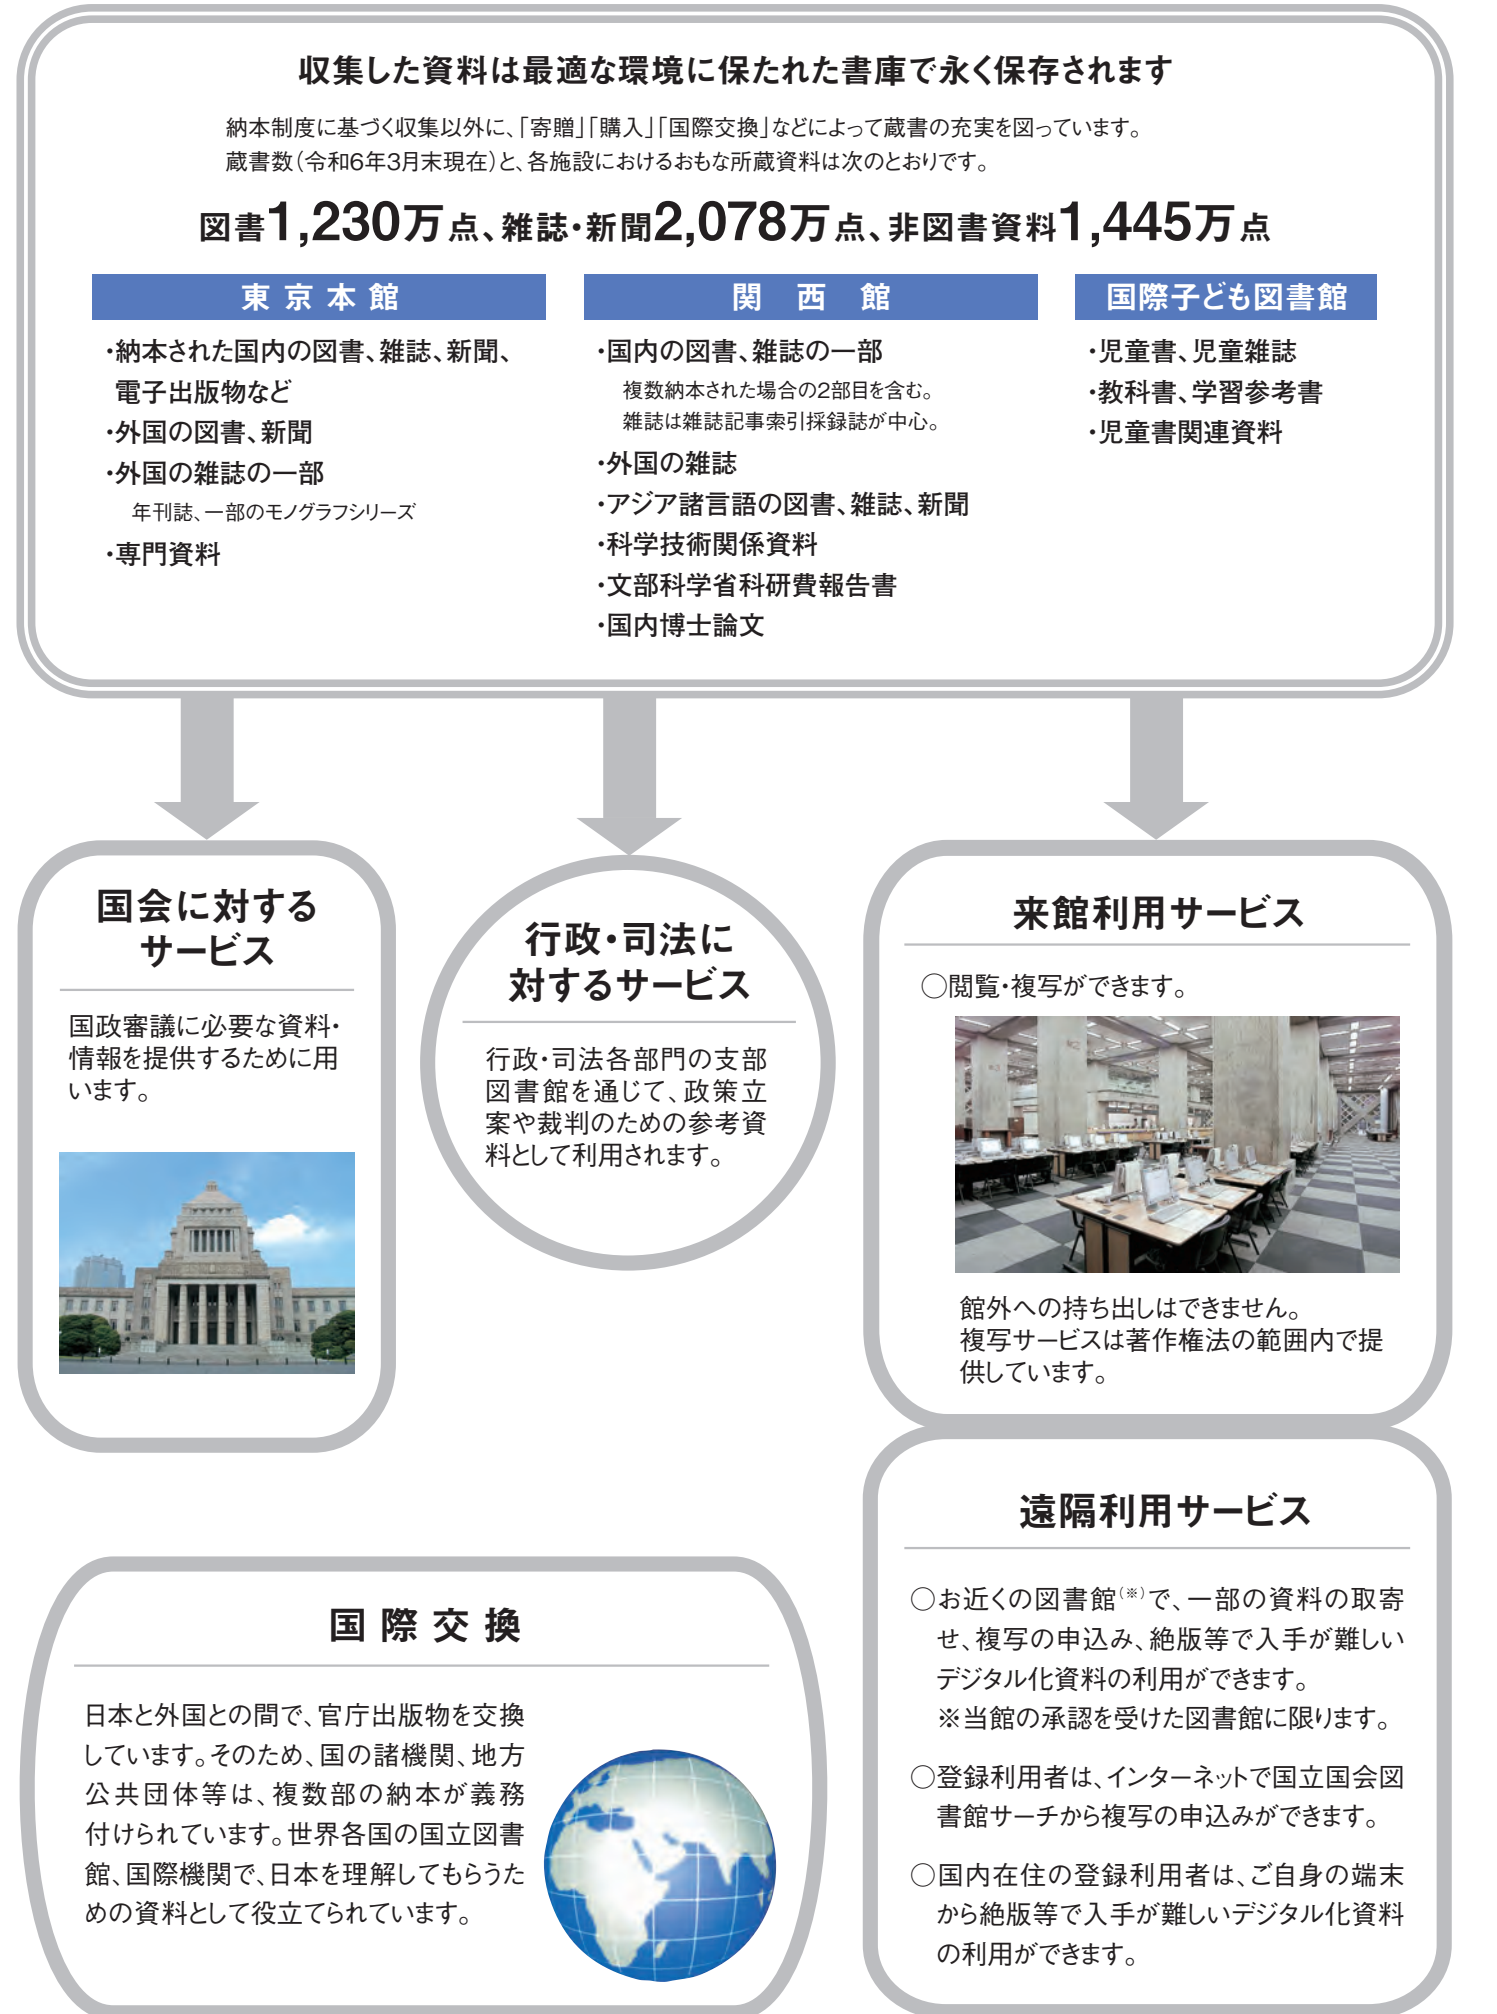 収集した資料は最適な環境に保たれた書庫で永く保存されます
納本制度に基づく収集以外に、「寄贈」「購入」「国際交換」などによって蔵書の充実を図っています。
蔵書数（令和6年3月末現在）と、各施設におけるおもな所蔵資料は次のとおりです。
図書1,230万点、雑誌・新聞2,078万点、非図書資料1,445万点
東京本館
・納本された国内の図書、雑誌、新聞、
電子出版物など
・外国の図書、新聞
・外国の雑誌の一部
年刊誌、一部のモノグラフシリーズ
・専門資料
関西館
・国内の図書、雑誌の一部
複数納本された場合の2部目を含む。
雑誌は雑誌記事索引採録誌が中心。
・外国の雑誌
・アジア諸言語の図書、雑誌、新聞
・科学技術関係資料
・文部科学省科研費報告書
・国内博士論文
国際子ども図書館
・児童書、児童雑誌
・教科書、学習参考書
・児童書関連資料
国会に対する
サービス
国政審議に必要な資料・
情報を提供するために用
います。
行政・司法に
対するサービス
行政・司法各部門の支部
図書館を通じて、政策立
案や裁判のための参考資
料として利用されます。
来館利用サービス
○閲覧・複写ができます。
館外への持ち出しはできません。
複写サービスは著作権法の範囲内で提
供しています。
遠隔利用サービス
○お近くの図書館（※）で、一部の資料の取寄
せ、複写の申込み、絶版等で入手が難しい
デジタル化資料の利用ができます。
※当館の承認を受けた図書館に限ります。
○登録利用者は、インターネットで国立国会図
書館サーチから複写の申込みができます。
○国内在住の登録利用者は、ご自身の端末
から絶版等で入手が難しいデジタル化資料
の利用ができます。
国際交換
日本と外国との間で、官庁出版物を交換
しています。そのため、国の諸機関、地方
公共団体等は、複数部の納本が義務
付けられています。世界各国の国立図書
館、国際機関で、日本を理解してもらうた
めの資料として役立てられています。